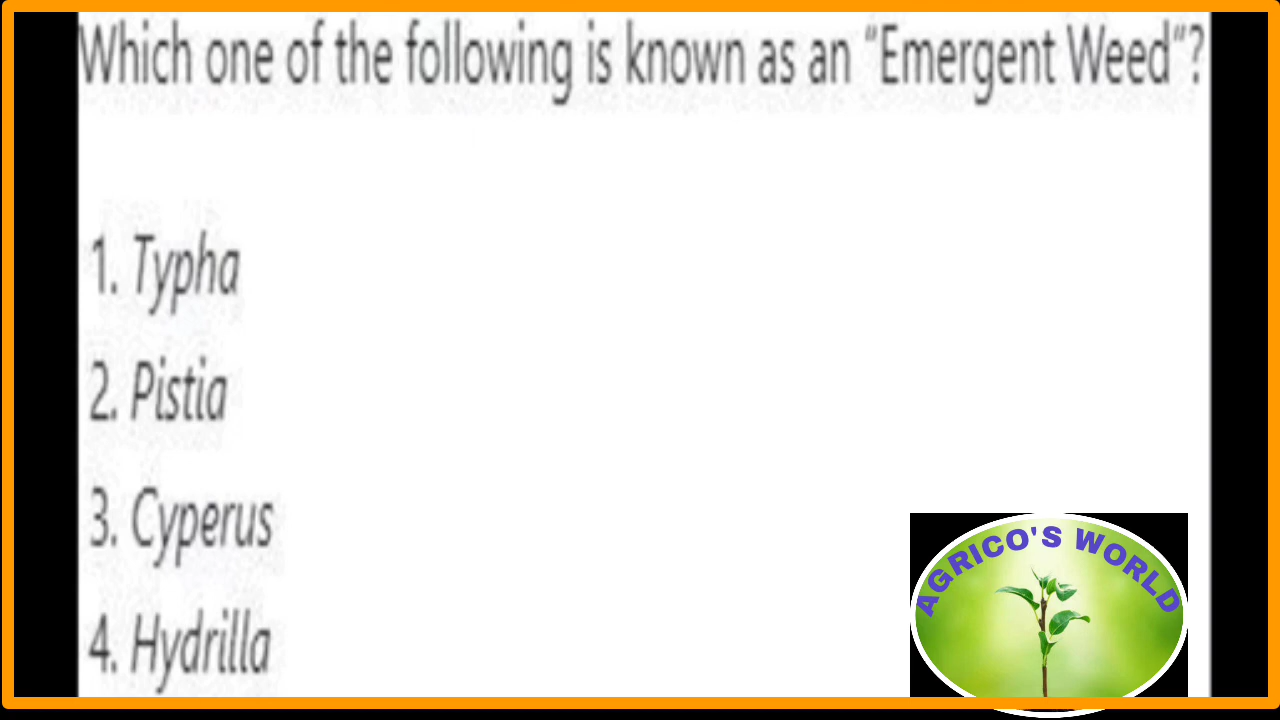 Which one of the following is known as an “Emergent Weed”?
1. Typha
2. Pistia
3. Cyperus
4. Hydrilla
AGRICO'S WORLD